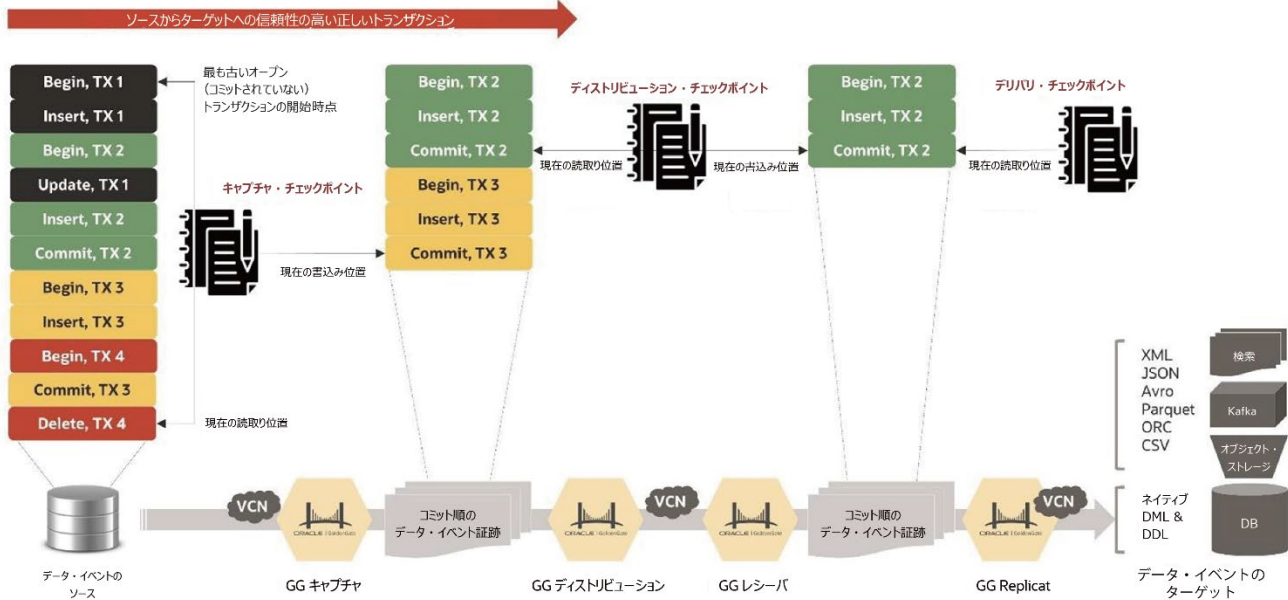 ソースからターゲットへの信頼性の高い正しいトランザクション
Begin, TX 1
Insert, TX 1
Begin, TX 2
Update, TX 1
Insert, TX 2
Commit, TX 2
Begin, TX 3
Insert, TX 3
Begin, TX 4
Commit, TX 3
Delete, TX 4
最も古いオープン
(コミットされていない)
トランザクションの開始時点
現在の読取り位置
キャプチャ・チェックポイント
現在の書込み位置
Begin, TX 2
Insert, TX 2
Commit, TX 2
Begin, TX 3
Insert, TX 3
Commit, TX 3
ディストリビューション・チェックポイント
現在の読取り位置
現在の書込み位置
Begin, TX 2
Insert, TX 2
Commit, TX 2
デリバリ・チェックポイント
現在の読取り位置
XML
JSON
Avro
Parquet
ORC
CSV
検索
Kafka
オブジェクト・
ストレージ
ネイティブ
DML &
DDL
DB
データ・イベントの
ターゲット
データ・イベントの
ソース
VCN
ORACLE | GoldenGate
GG キャプチャ
コミット順の
データ・イベント証跡
ORACLE | GoldenGate
GG ディストリビューション
VCN
ORACLE | GoldenGate
GG レシーバ
コミット順の
データ・イベント証跡
ORACLE | GoldenGate
GG Replicat
VCN